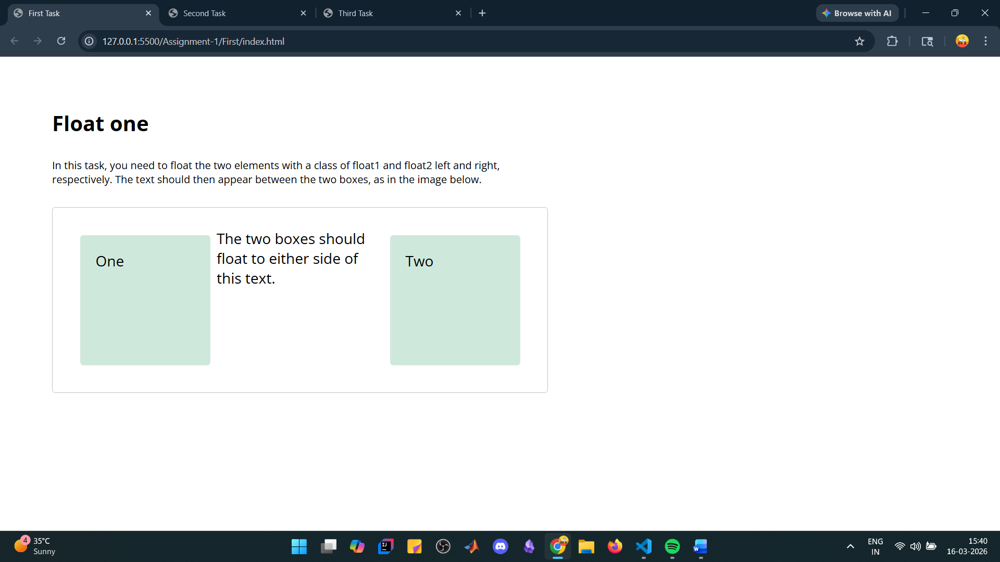 First Task
Second Task
Third Task
Browse with AI
127.0.0.1:5500/Assignment-1/First/index.html
Float one
In this task, you need to float the two elements with a class of float1 and float2 left and right,
respectively. The text should then appear between the two boxes, as in the image below.
One
The two boxes should
float to either side of
this text.
Two
4
35°C
Sunny
IJ
W
ENG
IN
15:40
16-03-2026